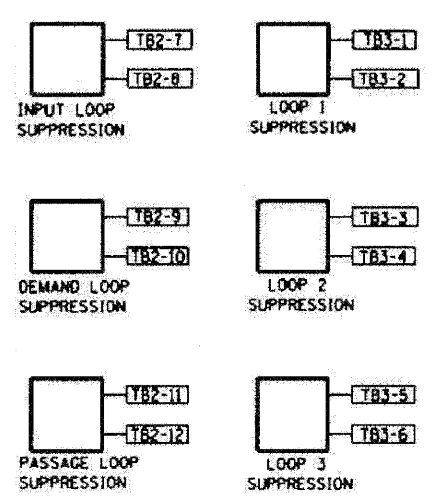 TB2-7
TB2-8
INPUT LOOP
SUPPRESSION
TB3-1
TB3-2
LOOP 1
SUPPRESSION
TB2-9
TB2-10
DEMAND LOOP
SUPPRESSION
TB3-3
TB3-4
LOOP 2
SUPPRESSION
TB2-11
TB2-12
PASSAGE LOOP
SUPPRESSION
TB3-5
TB3-6
LOOP 3
SUPPRESSION